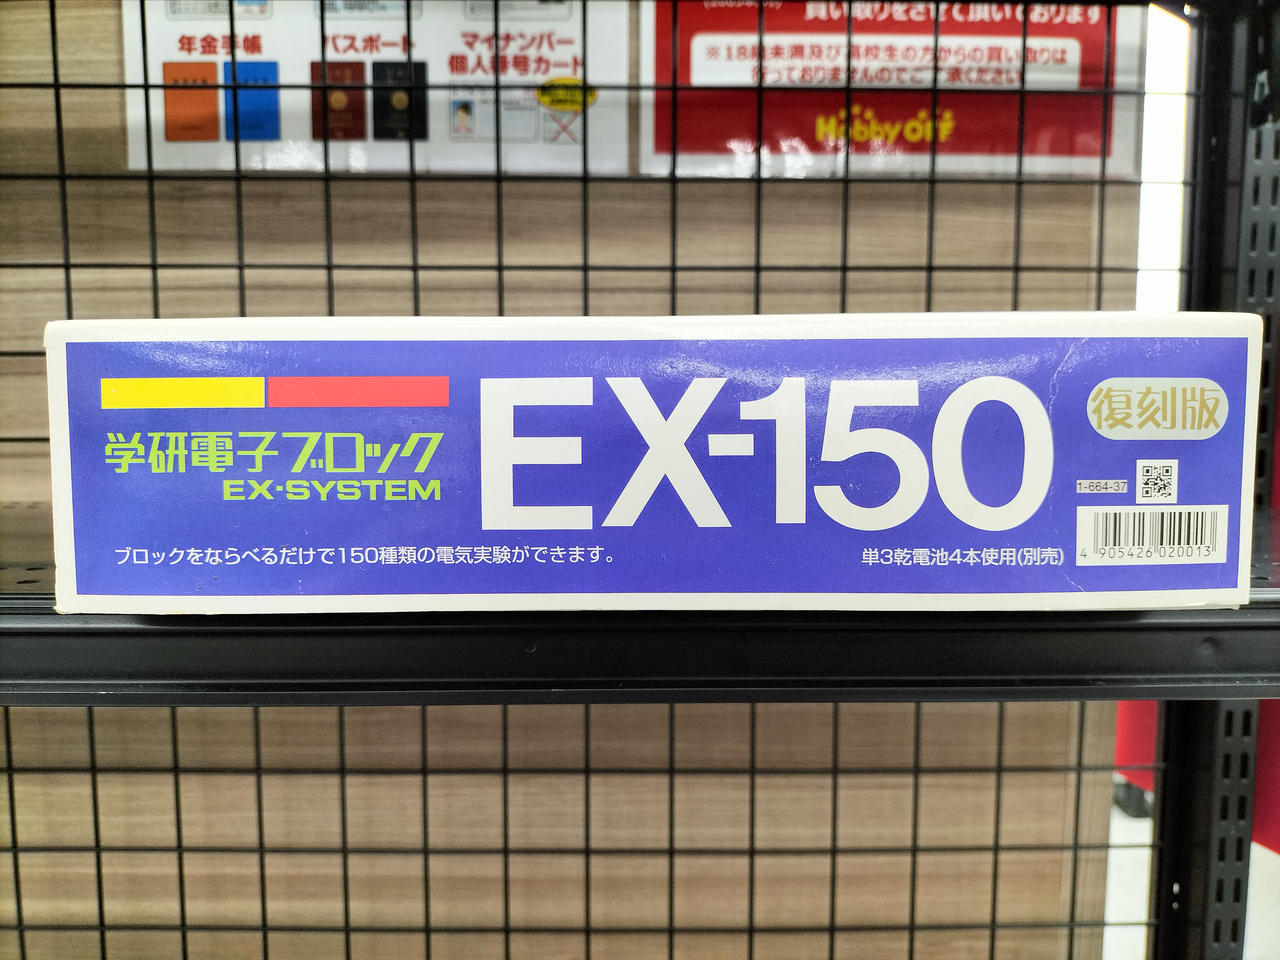 買い取りをさせて頂いております
年金手帳
パスポート
マイナンバー
個人番号カード
※18歳未満及び高校生の方からの買い取りは
行っておりませんのでご了承ください
Hobby OFF
学研電子ブロック
EX-SYSTEM
EX-150
復刻版
1-664-37
ブロックをならべるだけで150種類の電気実験ができます。
単3乾電池4本使用(別売)
4 905426 020013